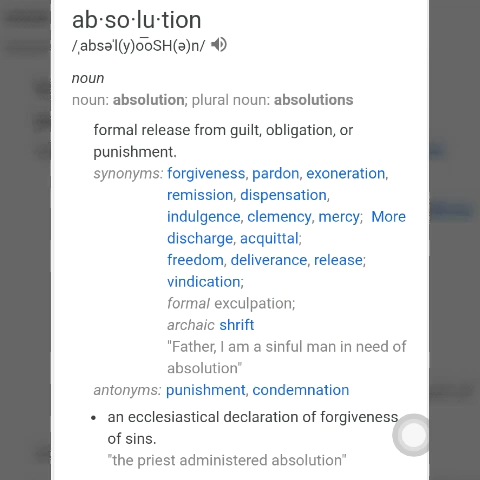 ab·so·lu·tion
/ˌabsəˈl(y)o͞oSH(ə)n/
noun
noun: absolution; plural noun: absolutions
formal release from guilt, obligation, or
punishment.
synonyms: forgiveness, pardon, exoneration,
remission, dispensation,
indulgence, clemency, mercy; More
discharge, acquittal;
freedom, deliverance, release;
vindication;
formal exculpation;
archaic shrift
"Father, I am a sinful man in need of
absolution"
antonyms: punishment, condemnation
• an ecclesiastical declaration of forgiveness
of sins.
"the priest administered absolution"